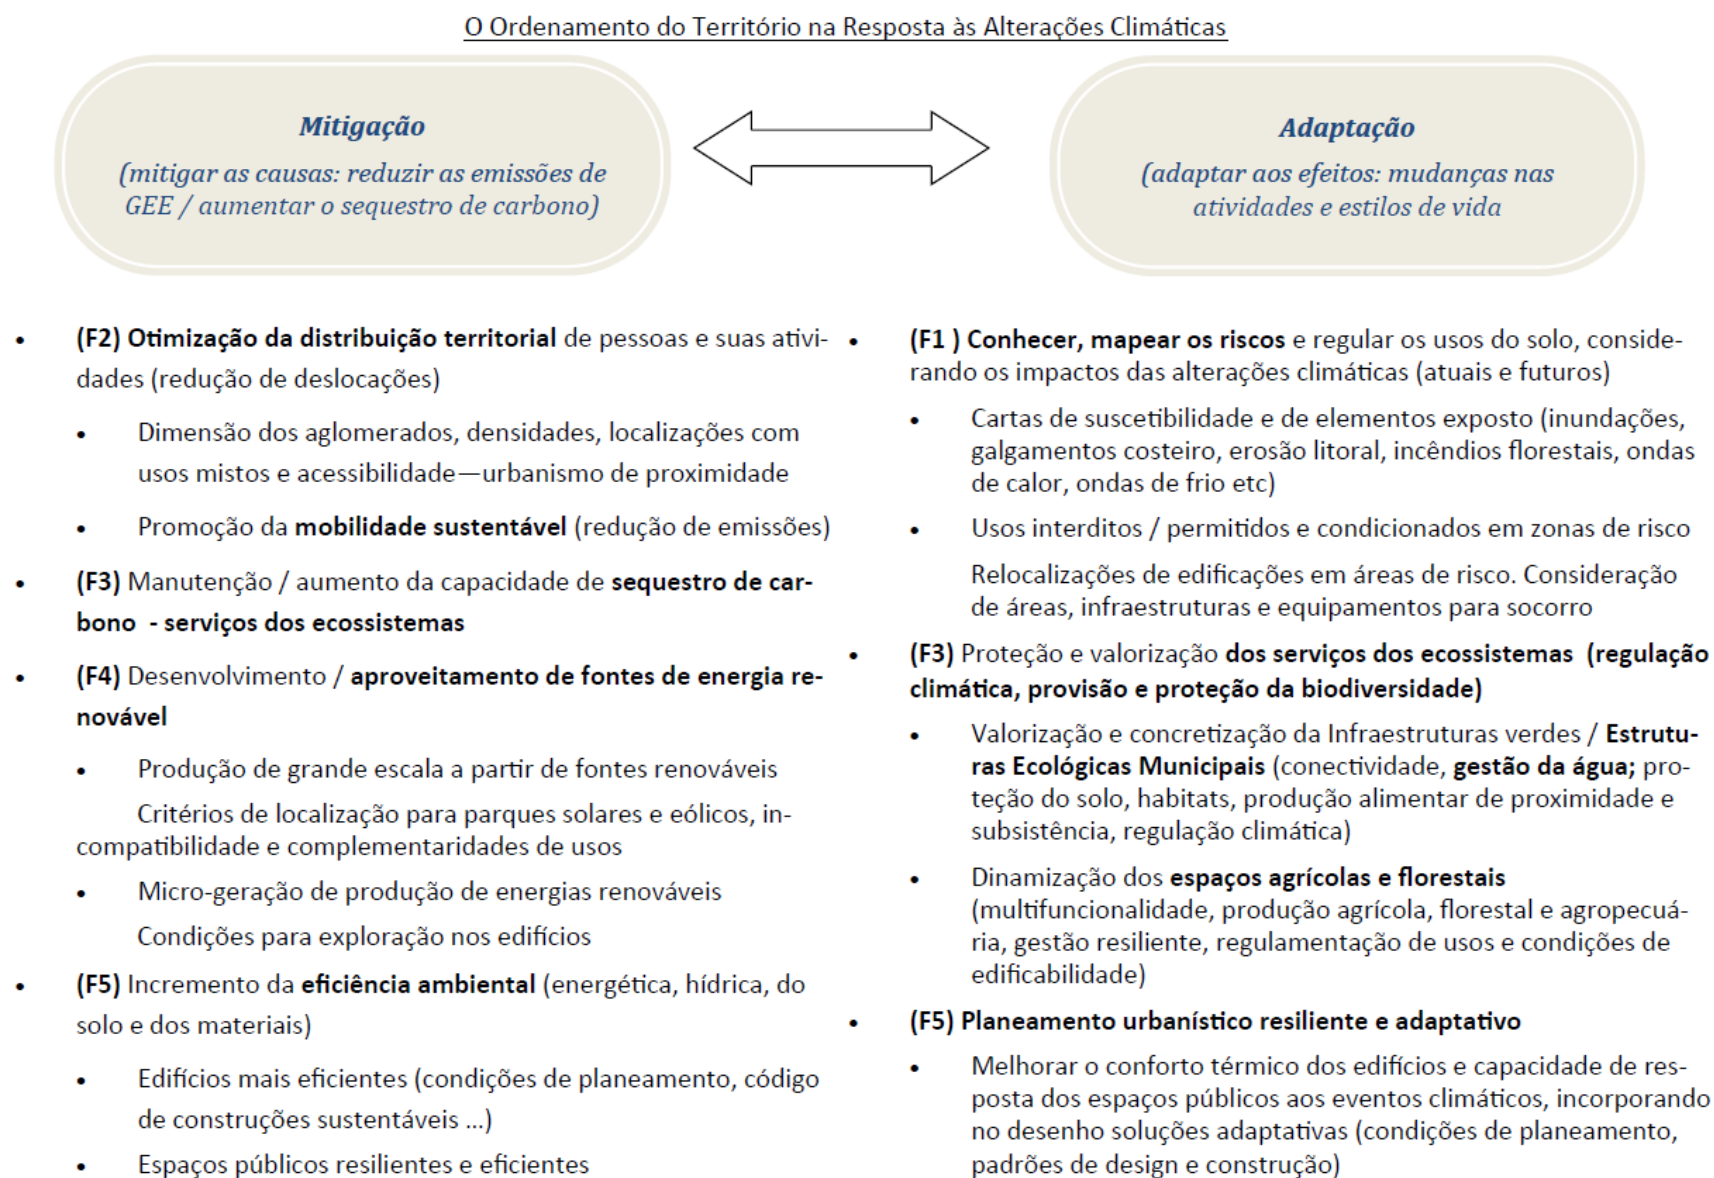 O Ordenamento do Território na Resposta às Alterações Climáticas
Mitigação
(mitigar as causas: reduzir as emissões de
GEE / aumentar o sequestro de carbono)
Adaptação
(adaptar aos efeitos: mudanças nas
atividades e estilos de vida
• (F2) Otimização da distribuição territorial de pessoas e suas ativi-
dades (redução de deslocações)
• Dimensão dos aglomerados, densidades, localizações com
usos mistos e acessibilidade—urbanismo de proximidade
• Promoção da mobilidade sustentável (redução de emissões)
• (F3) Manutenção / aumento da capacidade de sequestro de car-
bono - serviços dos ecossistemas
• (F4) Desenvolvimento / aproveitamento de fontes de energia re-
novável
• Produção de grande escala a partir de fontes renováveis
Critérios de localização para parques solares e eólicos, in-
compatibilidade e complementaridades de usos
• Micro-geração de produção de energias renováveis
Condições para exploração nos edifícios
• (F5) Incremento da eficiência ambiental (energética, hídrica, do
solo e dos materiais)
• Edifícios mais eficientes (condições de planeamento, código
de construções sustentáveis ...)
• Espaços públicos resilientes e eficientes
• (F1 ) Conhecer, mapear os riscos e regular os usos do solo, conside-
rando os impactos das alterações climáticas (atuais e futuros)
• Cartas de suscetibilidade e de elementos exposto (inundações,
galgamentos costeiro, erosão litoral, incêndios florestais, ondas
de calor, ondas de frio etc)
• Usos interditos / permitidos e condicionados em zonas de risco
Relocalizações de edificações em áreas de risco. Consideração
de áreas, infraestruturas e equipamentos para socorro
• (F3) Proteção e valorização dos serviços dos ecossistemas (regulação
climática, provisão e proteção da biodiversidade)
• Valorização e concretização da Infraestruturas verdes / Estrutu-
ras Ecológicas Municipais (conectividade, gestão da água; pro-
teção do solo, habitats, produção alimentar de proximidade e
subsistência, regulação climática)
• Dinamização dos espaços agrícolas e florestais
(multifuncionalidade, produção agrícola, florestal e agropecuá-
ria, gestão resiliente, regulamentação de usos e condições de
edificabilidade)
• (F5) Planeamento urbanístico resiliente e adaptativo
• Melhorar o conforto térmico dos edifícios e capacidade de res-
posta dos espaços públicos aos eventos climáticos, incorporando
no desenho soluções adaptativas (condições de planeamento,
padrões de design e construção)